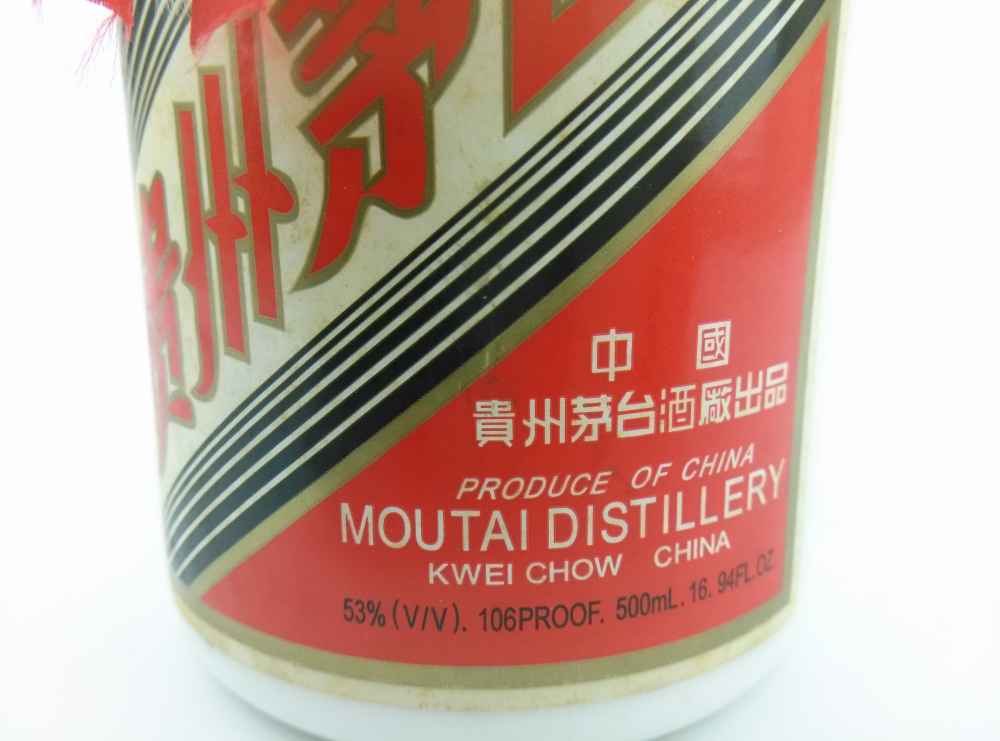 貴州茅
中國
貴州茅台酒廠出品
PRODUCE OF CHINA
MOUTAI DISTILLERY
KWEI CHOW CHINA
53% (V/V). 106PROOF. 500mL. 16. 94FL.OZ.